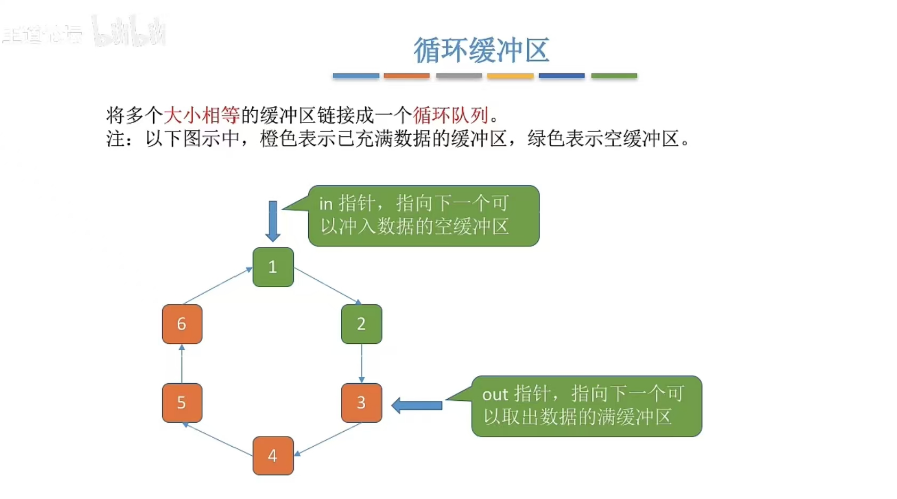 循环缓冲区
将多个大小相等的缓冲区链接成一个循环队列。
注：以下图示中，橙色表示已充满数据的缓冲区，绿色表示空缓冲区。
in 指针，指向下一个可
以冲入数据的空缓冲区
1
6
2
5
3
out 指针，指向下一个可
以取出数据的满缓冲区
4